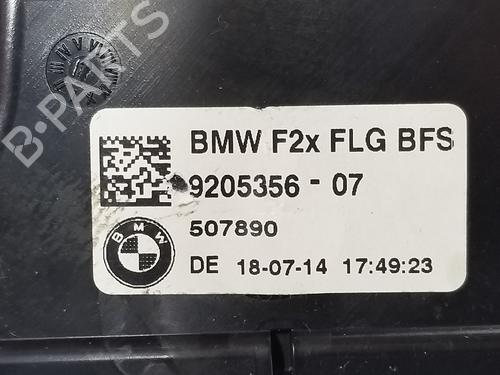 B-PARTS
BMW F2x FLG BFS
9205356 - 07
507890
BMW
DE 18-07-14 17:49:23